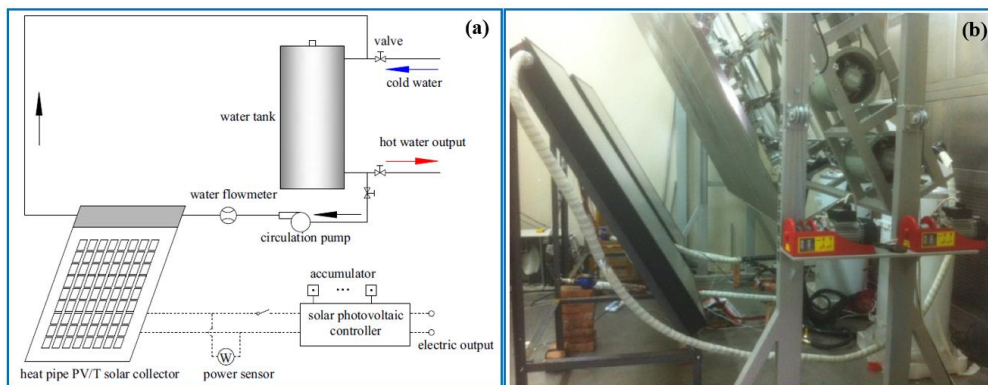 (a)
valve
cold water
water tank
hot water output
water flowmeter
circulation pump
accumulator
...
solar photovoltaic
controller
electric output
W
heat pipe PV/T solar collector
power sensor
(b)